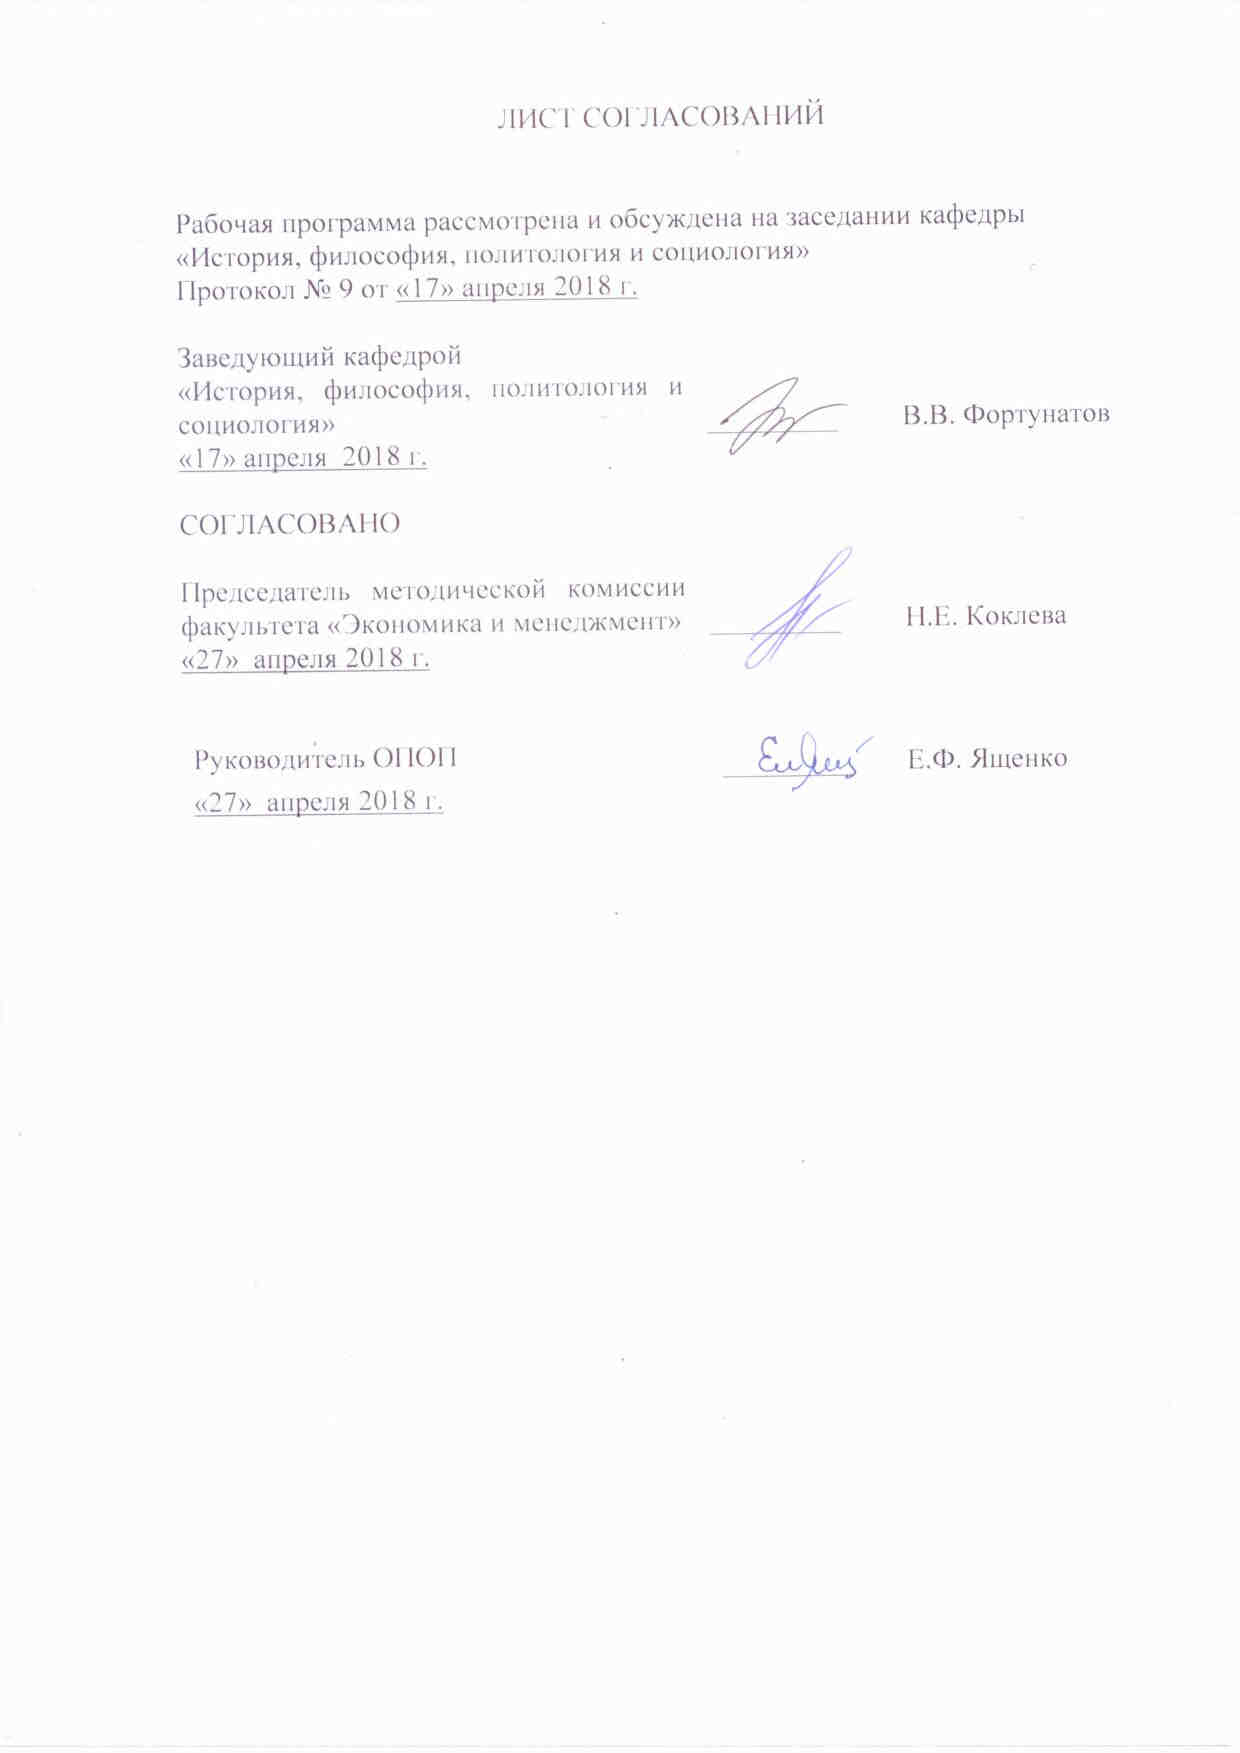 ЛИСТ СОГЛАСОВАНИЙ
Рабочая программа рассмотрена и обсуждена на заседании кафедры
«История, философия, политология и социология»
Протокол № 9 от «17» апреля 2018 г.
Заведующий кафедрой
«История, философия, политология и
социология» В.В. Фортунатов
«17» апреля 2018 г.
СОГЛАСОВАНО
Председатель методической комиссии
факультета «Экономика и менеджмент» Н.Е. Коклева
«27» апреля 2018 г.
Руководитель ОПОП Е.Ф. Ященко
«27» апреля 2018 г.